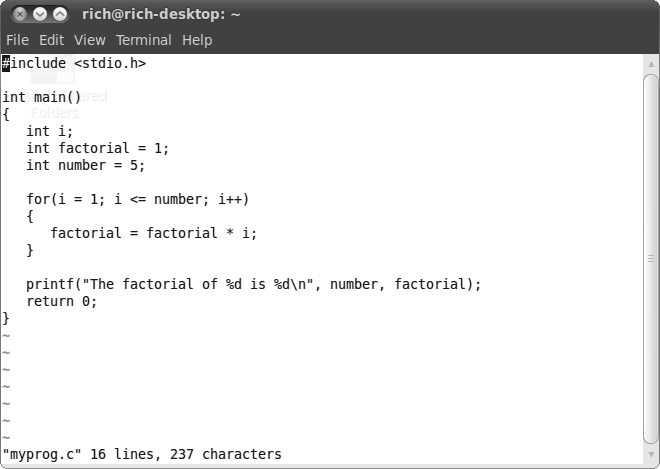 rich@rich-desktop: ~
File Edit View Terminal Help
#include <stdio.h>

int main()
{
   int i;
   int factorial = 1;
   int number = 5;

   for(i = 1; i <= number; i++)
   {
      factorial = factorial * i;
   }

   printf("The factorial of %d is %d\n", number, factorial);
   return 0;
}
~
~
~
~
~
~
~
"myprog.c" 16 lines, 237 characters